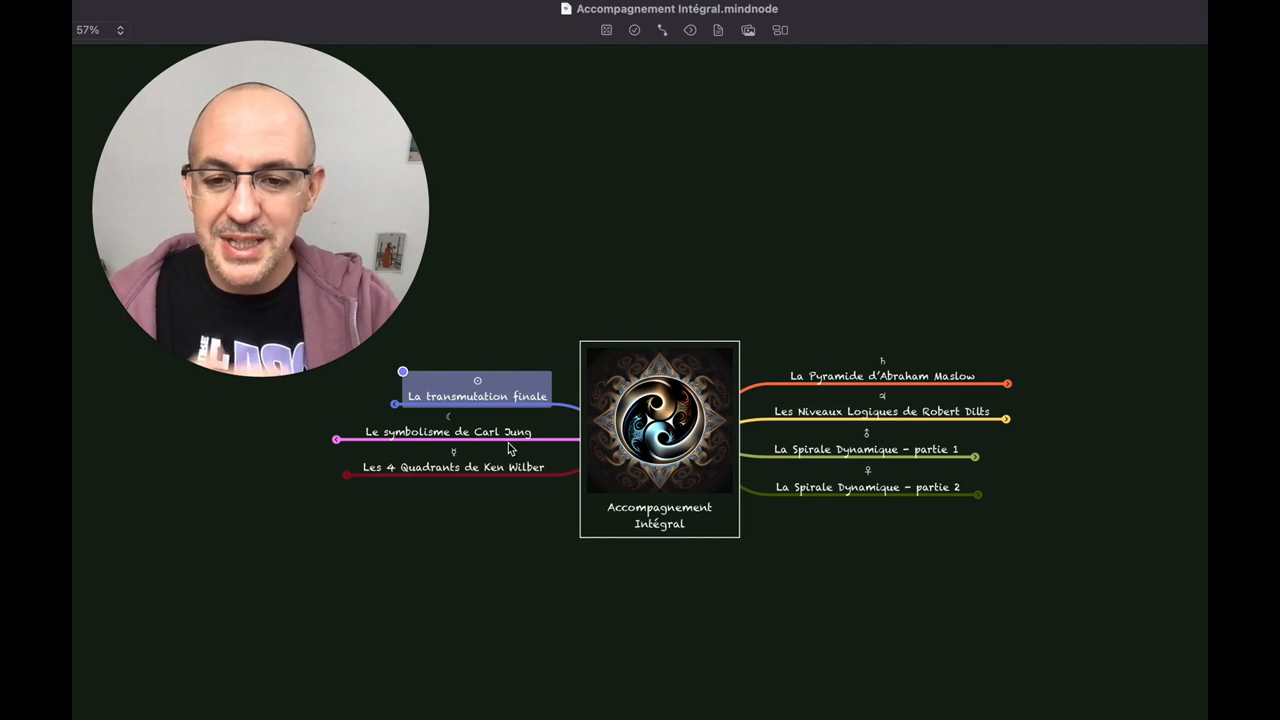 Accompagnement Intégral.mindnode
57%
La transmutation finale
Le symbolisme de Carl Jung
Les 4 Quadrants de Ken Wilber
Accompagnement
Intégral
♄
La Pyramide d'Abraham Maslow
♃
Les Niveaux Logiques de Robert Dilts
♁
La Spirale Dynamique - partie 1
♀
La Spirale Dynamique - partie 2
THE